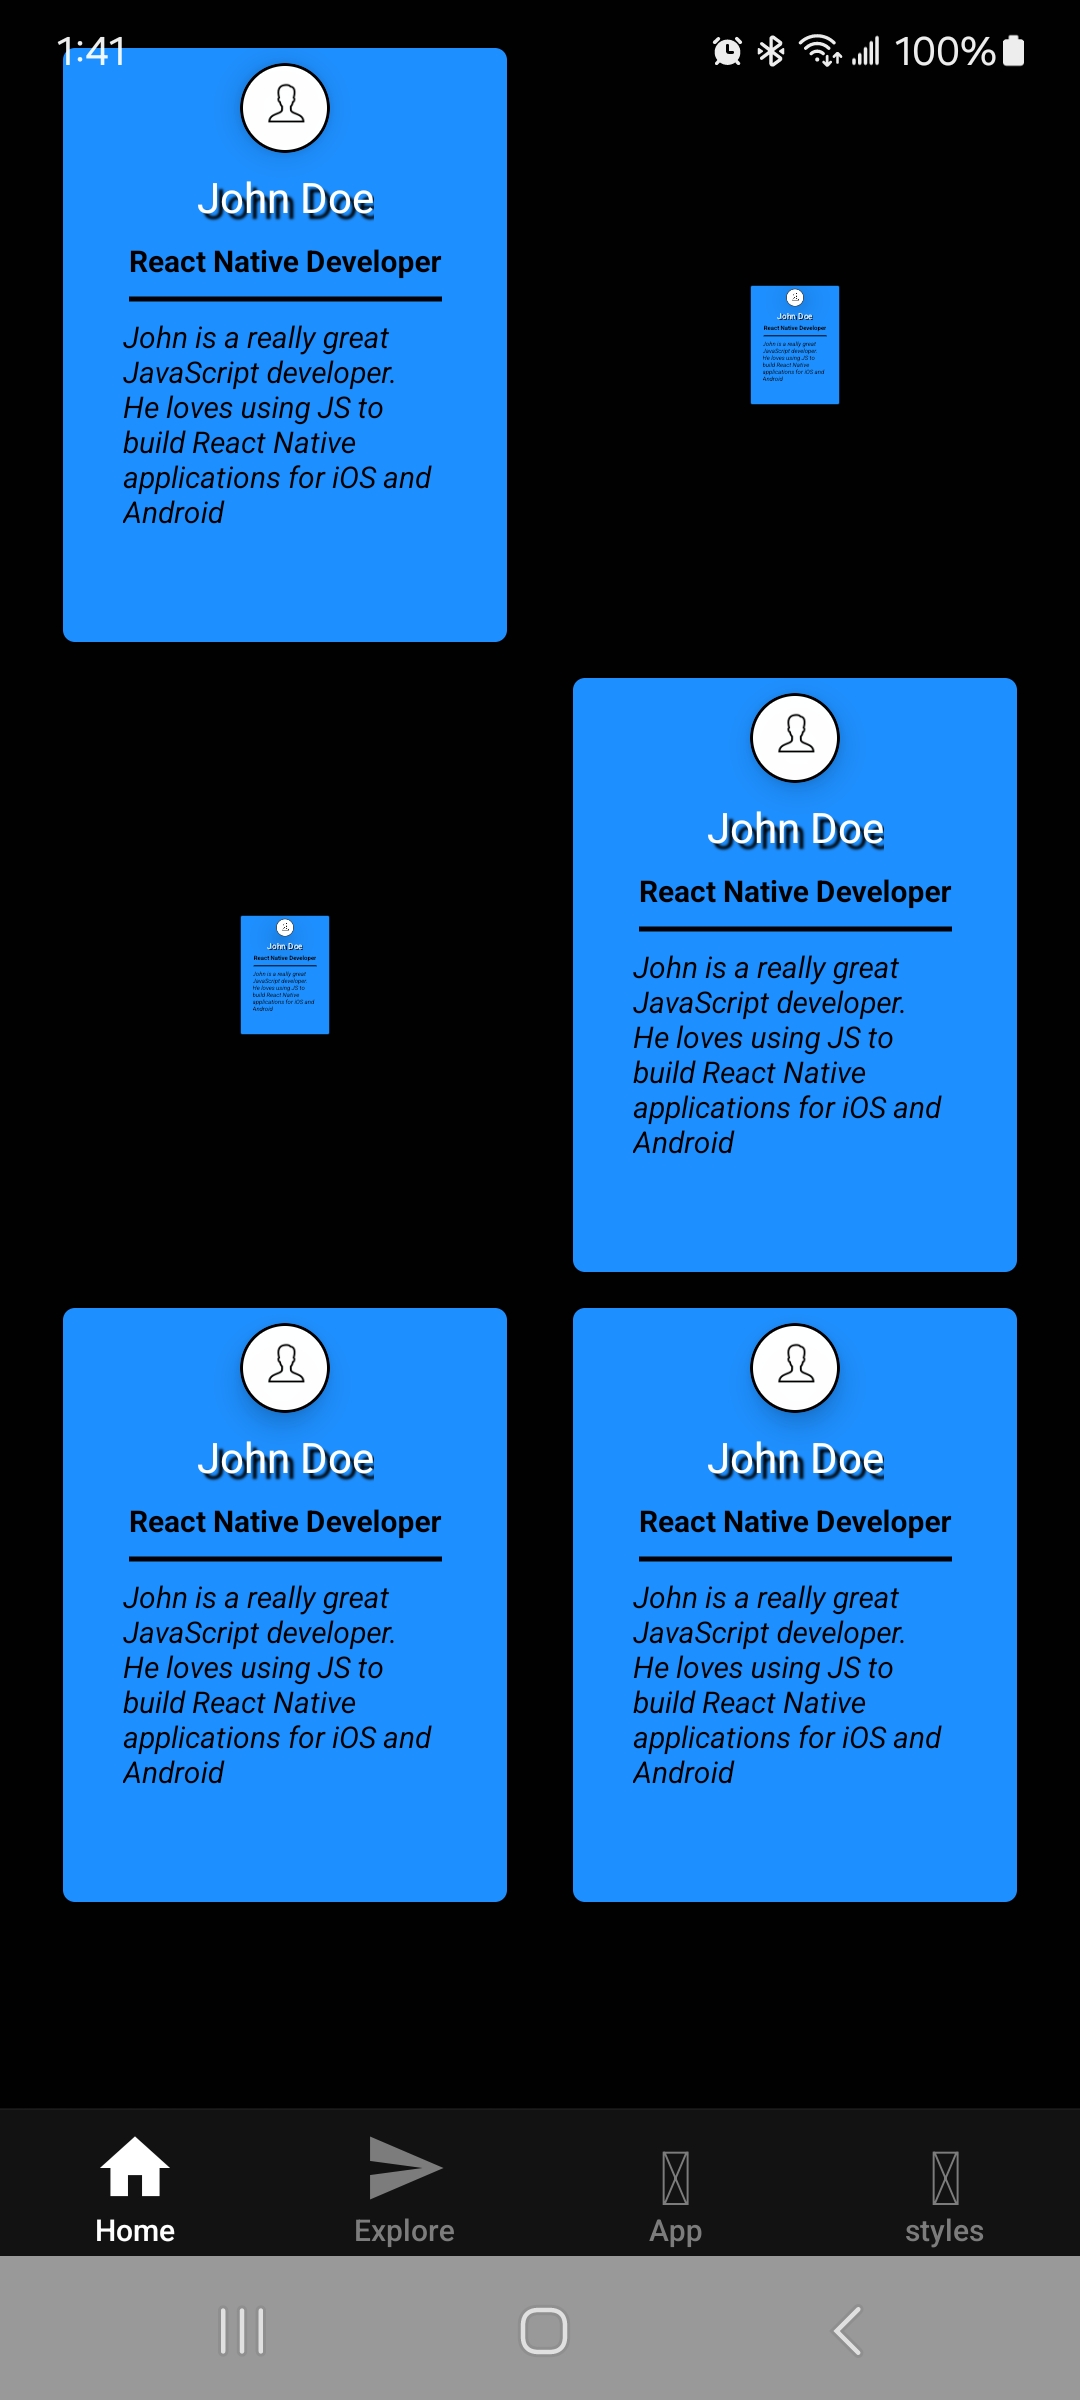 1:41
100%
John Doe
React Native Developer
John is a really great
JavaScript developer.
He loves using JS to
build React Native
applications for iOS and
Android
John Doe
React Native Developer
John is a really great
JavaScript developer.
He loves using JS to
build React Native
applications for iOS and
Android
John Doe
React Native Developer
John is a really great
JavaScript developer.
He loves using JS to
build React Native
applications for iOS and
Android
John Doe
React Native Developer
John is a really great
JavaScript developer.
He loves using JS to
build React Native
applications for iOS and
Android
John Doe
React Native Developer
John is a really great
JavaScript developer.
He loves using JS to
build React Native
applications for iOS and
Android
John Doe
React Native Developer
John is a really great
JavaScript developer.
He loves using JS to
build React Native
applications for iOS and
Android
Home
Explore
App
styles